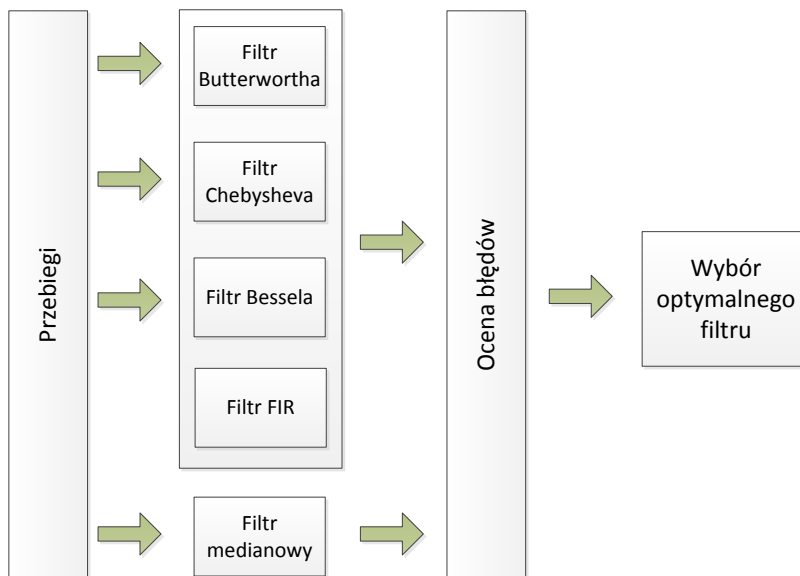 Przebiegi
Filtr
Butterwortha
Filtr
Chebysheva
Filtr Bessela
Filtr FIR
Filtr
medianowy
Ocena błędów
Wybór
optymalnego
filtru